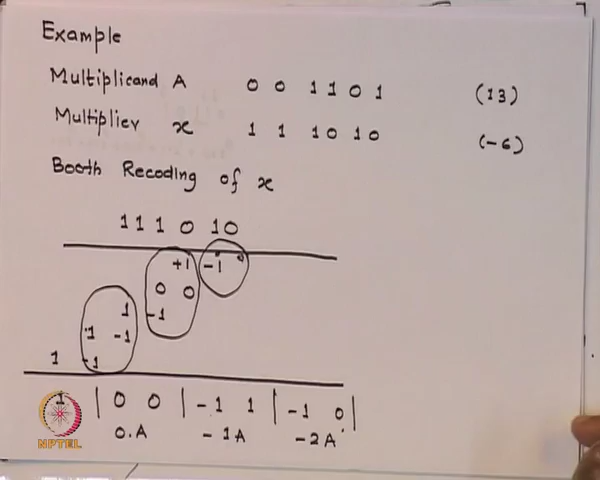 Example
Multiplicand A 0 0 1 1 0 1 (13)
Multiplier x 1 1 1 0 1 0 (-6)
Booth Recoding of x
1 1 1 0 1 0
+1 -1 0
0 0
1 -1
1 -1
1 -1
1 | 0 0 | -1 1 | -1 0 |
0.A -1A -2A
NPTEL